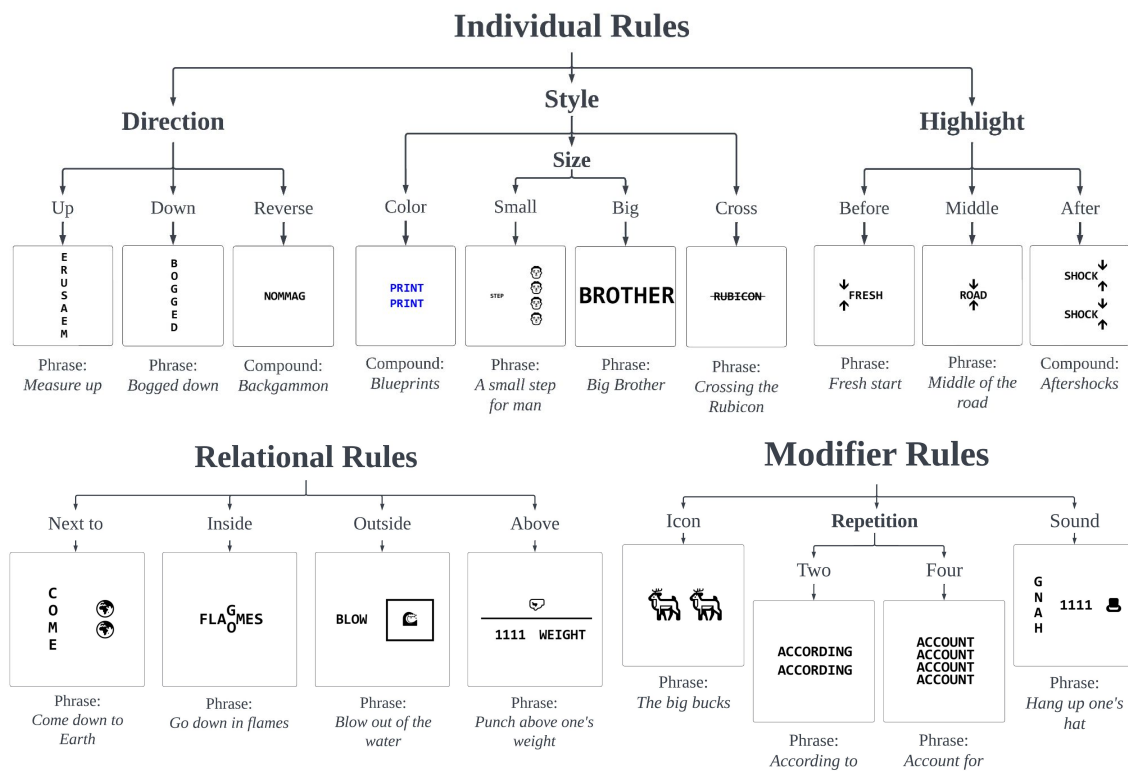 Individual Rules
Direction
Style
Highlight
Size
Up
Down
Reverse
Color
Small
Big
Cross
Before
Middle
After
E
R
U
S
A
E
M
B
O
G
G
E
D
NOMMAG
PRINT
PRINT
STEP
BROTHER
RUBICON
FRESH
ROAD
SHOCK
SHOCK
Phrase:
Measure up
Phrase:
Bogged down
Compound:
Backgammon
Compound:
Blueprints
Phrase:
A small step
for man
Phrase:
Big Brother
Phrase:
Crossing the
Rubicon
Phrase:
Fresh start
Phrase:
Middle of the
road
Compound:
Aftershocks
Relational Rules
Next to
Inside
Outside
Above
C
O
M
E
G
FLA MES
O
BLOW
1111 WEIGHT
Phrase:
Come down to
Earth
Phrase:
Go down in flames
Phrase:
Blow out of the
water
Phrase:
Punch above one's
weight
Modifier Rules
Icon
Repetition
Sound
Two
Four
ACCORDING
ACCORDING
ACCOUNT
ACCOUNT
ACCOUNT
ACCOUNT
G
N
A
H
1111
Phrase:
The big bucks
Phrase:
According to
Phrase:
Account for
Phrase:
Hang up one's
hat